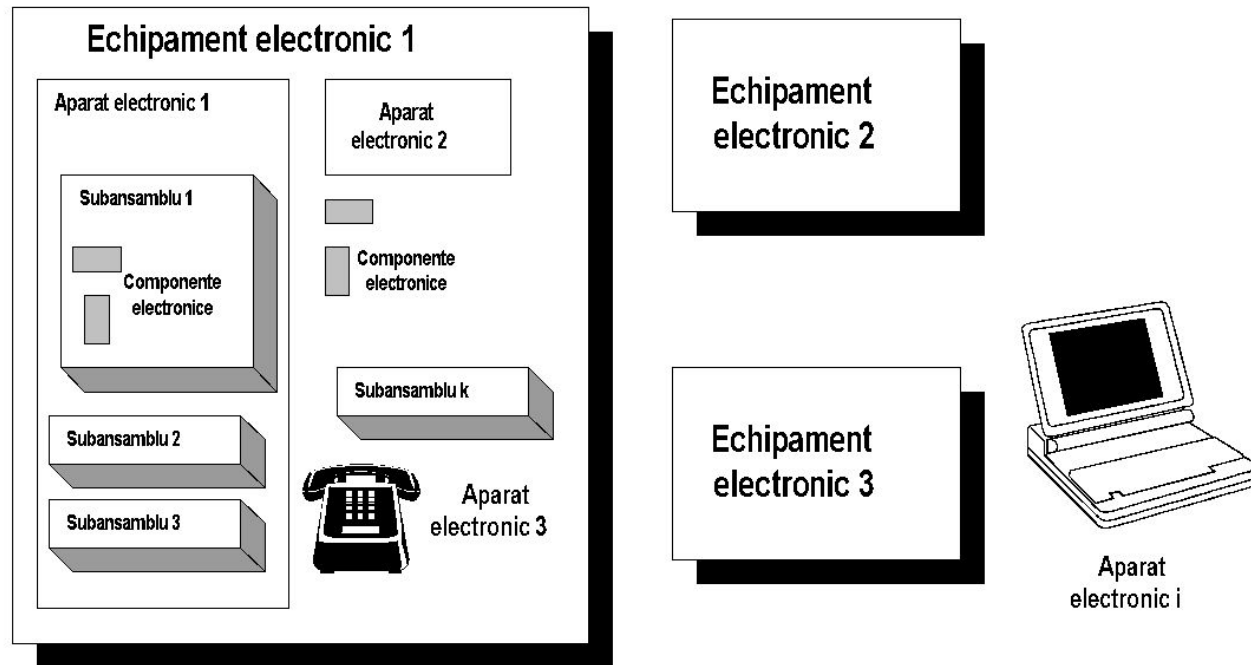 Echipament electronic 1
Aparat electronic 1
Subansamblu 1
Componente
electronice
Subansamblu 2
Subansamblu 3
Aparat
electronic 2
Componente
electronice
Subansamblu k
Aparat
electronic 3
Echipament
electronic 2
Echipament
electronic 3
Aparat
electronic i